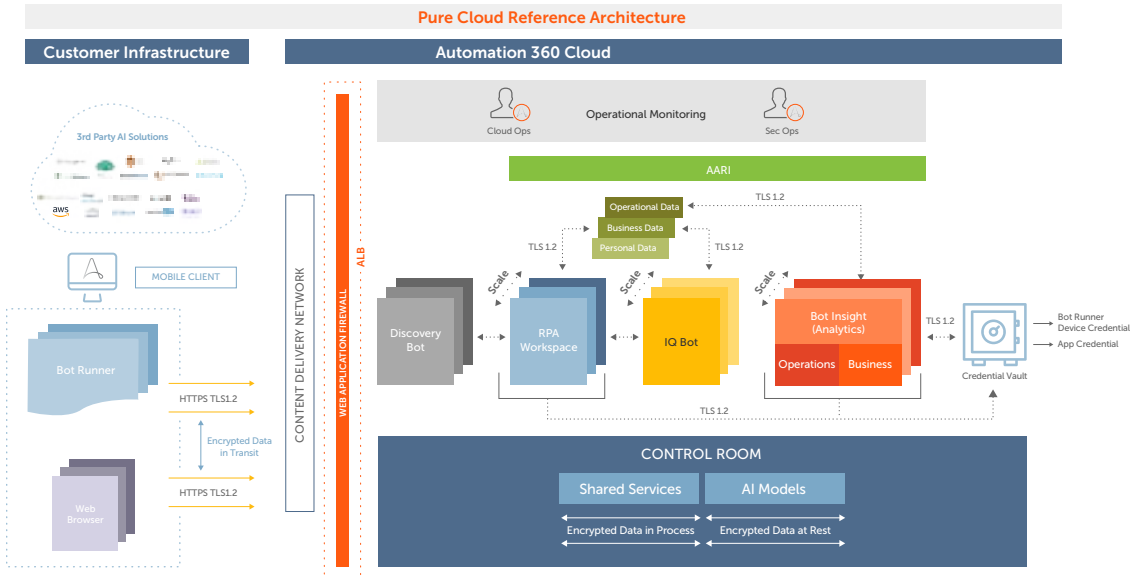 Pure Cloud Reference Architecture
Customer Infrastructure
Automation 360 Cloud
3rd Party AI Solutions
aws
MOBILE CLIENT
Bot Runner
HTTPS TLS1.2
Encrypted Data
in Transit
HTTPS TLS1.2
Web
Browser
CONTENT DELIVERY NETWORK
WEB APPLICATION FIREWALL
ALB
Cloud Ops
Operational Monitoring
Sec Ops
AARI
Operational Data
Business Data
Personal Data
TLS 1.2
TLS 1.2
TLS 1.2
Scale
Scale
Scale
Discovery
Bot
RPA
Workspace
IQ Bot
Bot Insight
(Analytics)
Operations
Business
TLS 1.2
Credential Vault
Bot Runner
Device Credential
App Credential
TLS 1.2
CONTROL ROOM
Shared Services
AI Models
Encrypted Data in Process
Encrypted Data at Rest